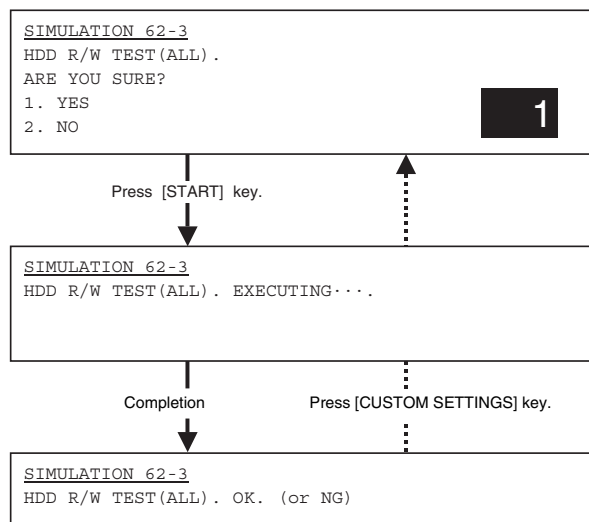 SIMULATION 62-3
HDD R/W TEST(ALL).
ARE YOU SURE?
1. YES
2. NO
1
Press [START] key.
SIMULATION 62-3
HDD R/W TEST(ALL). EXECUTING···.
Completion
Press [CUSTOM SETTINGS] key.
SIMULATION 62-3
HDD R/W TEST(ALL). OK. (or NG)